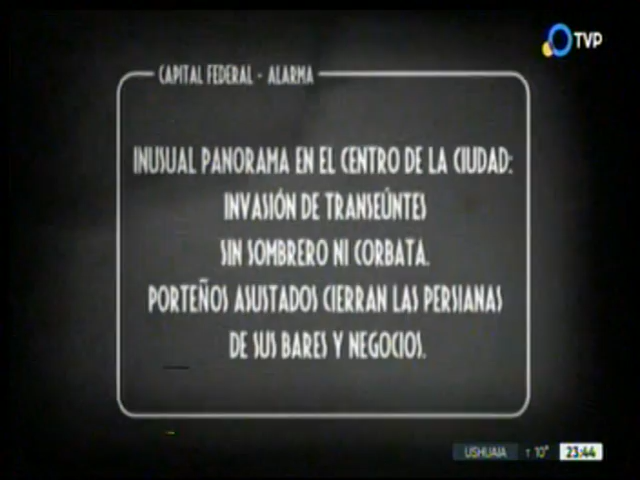 TVP
CAPITAL FEDERAL - ALARMA
INUSUAL PANORAMA EN EL CENTRO DE LA CIUDAD:
INVASIÓN DE TRANSEÚNTES
SIN SOMBRERO NI CORBATA.
PORTEÑOS ASUSTADOS CIERRAN LAS PERSIANAS
DE SUS BARES Y NEGOCIOS.
USHUAIA ↑ 10° 23:44